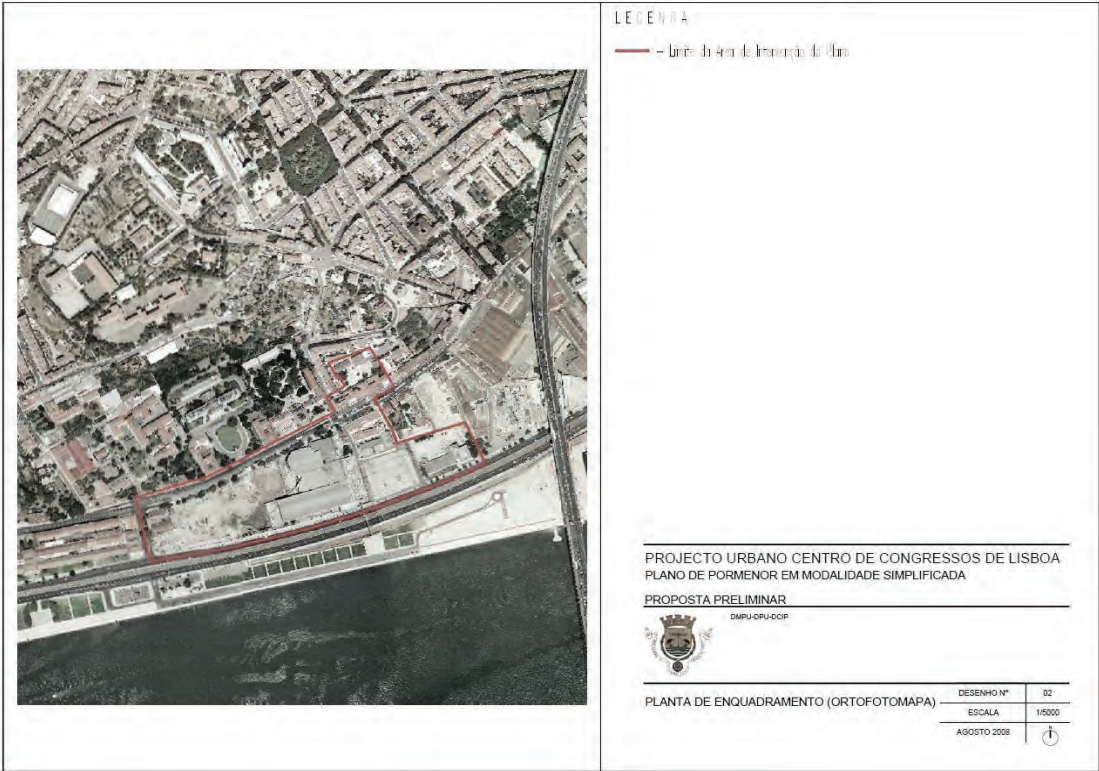 LEGENDA
– Limite da Área de Intervenção do Plano
PROJECTO URBANO CENTRO DE CONGRESSOS DE LISBOA
PLANO DE PORMENOR EM MODALIDADE SIMPLIFICADA
PROPOSTA PRELIMINAR
DMPU-DPU-DCIP
PLANTA DE ENQUADRAMENTO (ORTOFOTOMAPA)
DESENHO Nº 02
ESCALA 1/5000
AGOSTO 2008